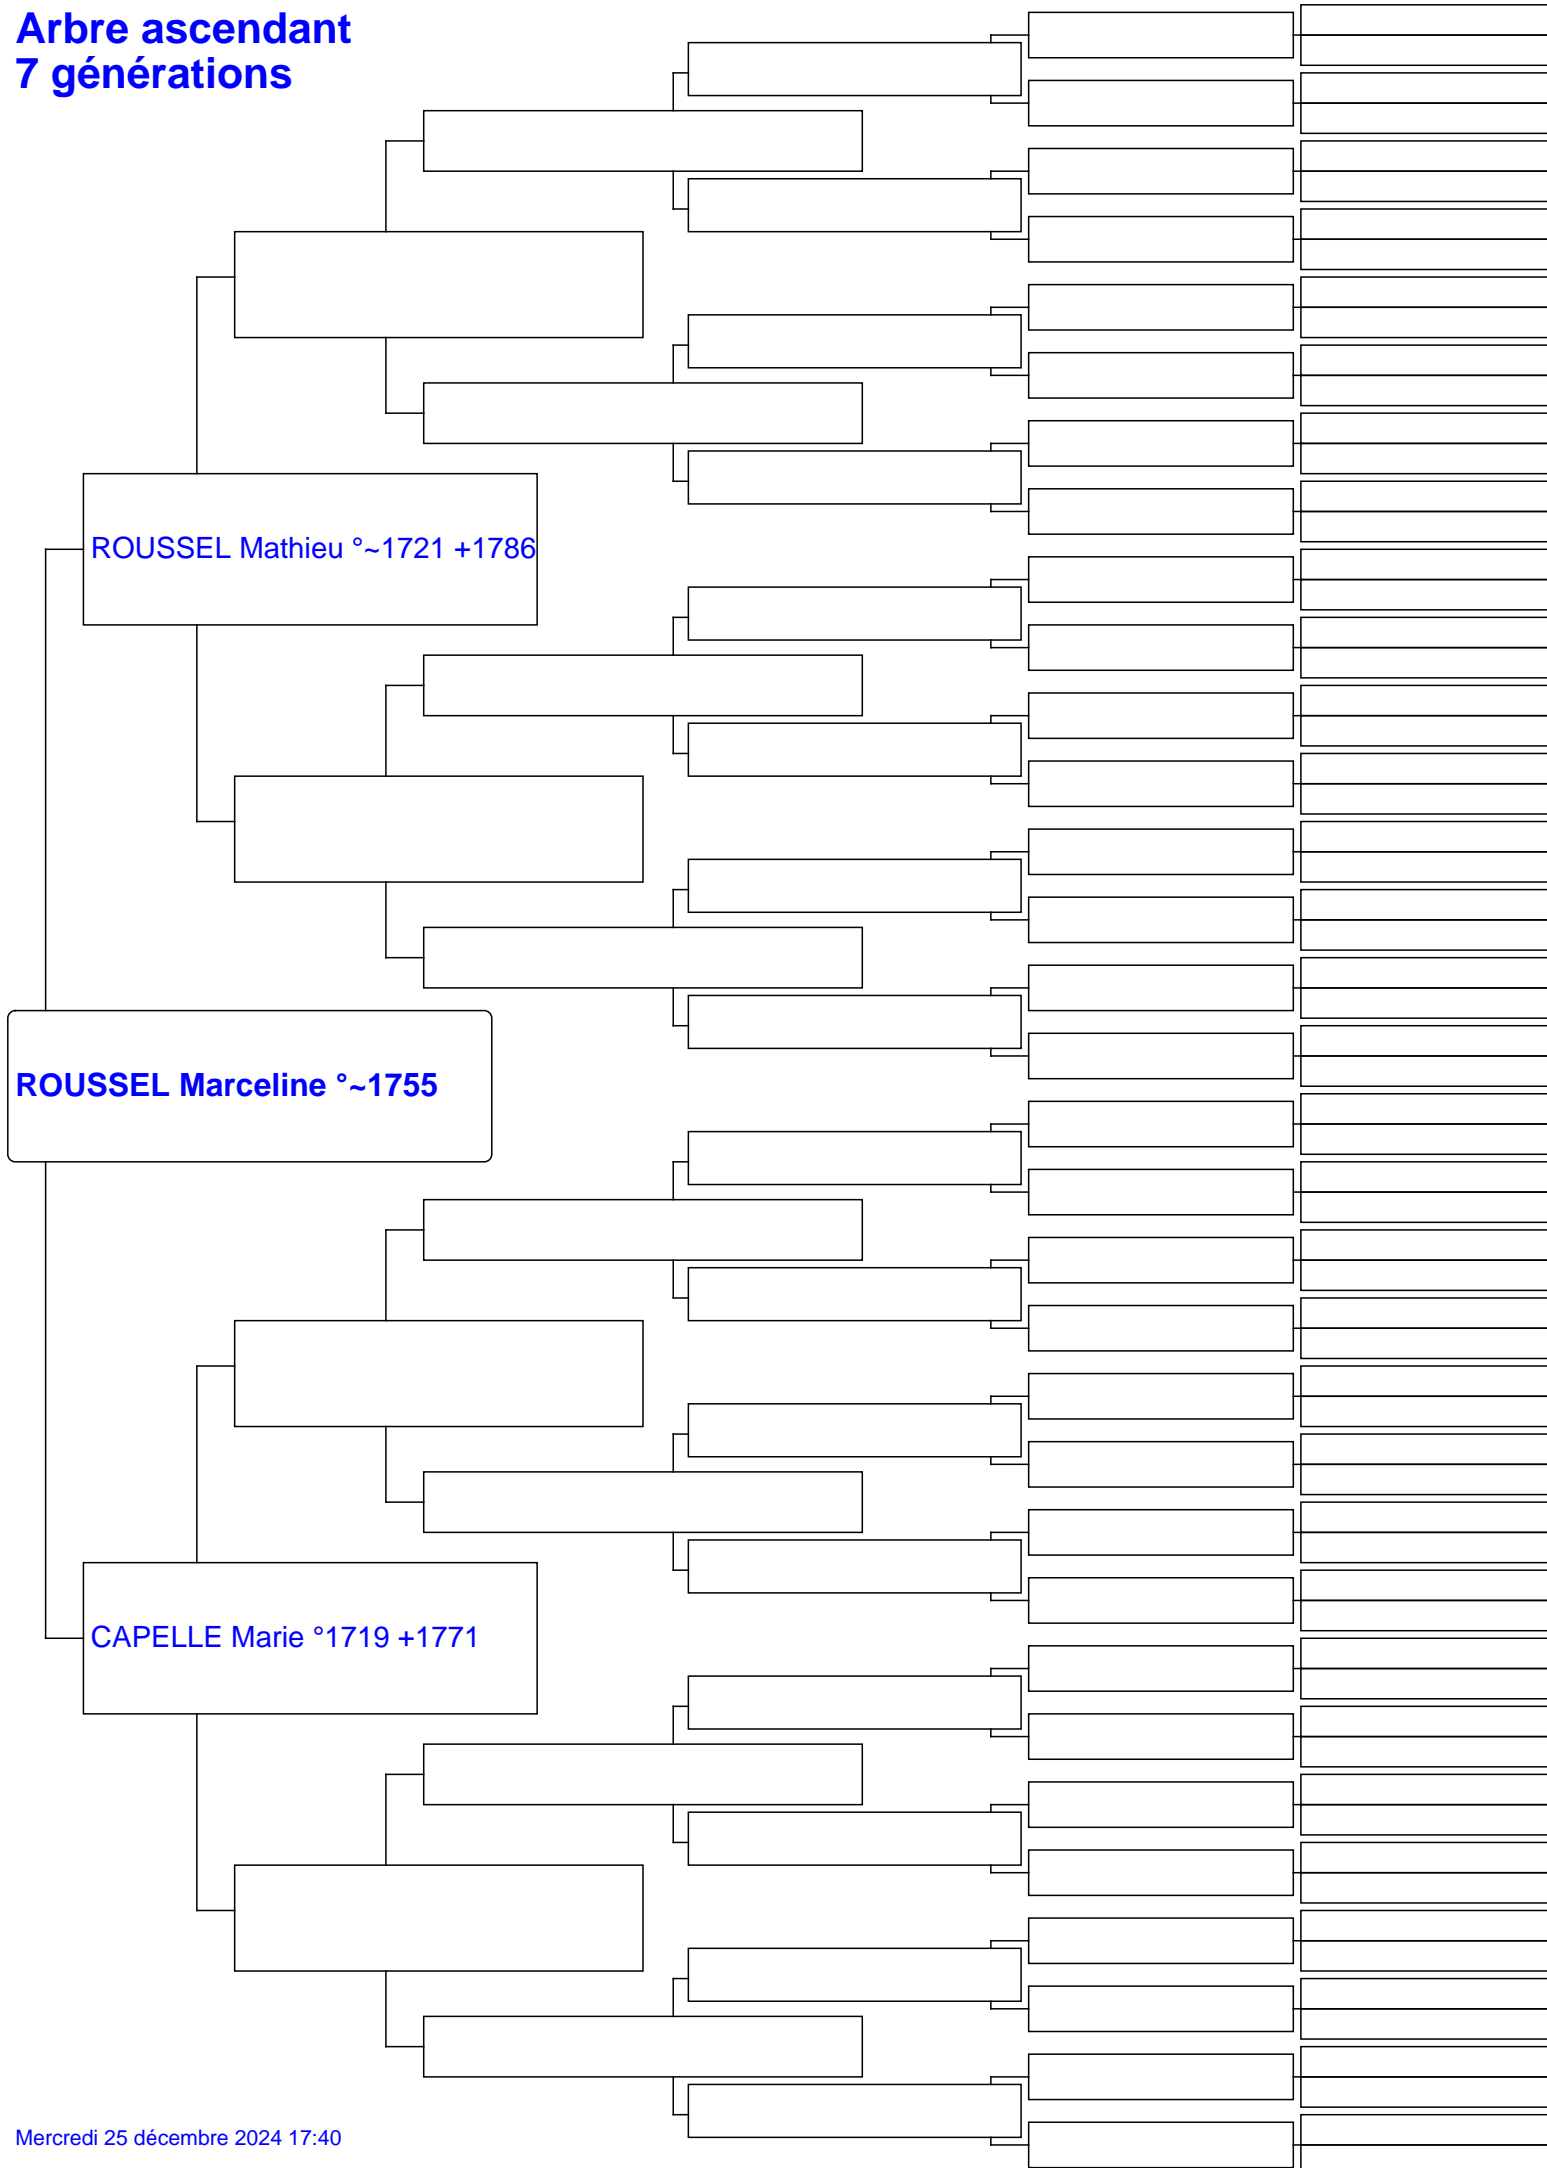 Arbre ascendant
7 générations
ROUSSEL Mathieu °~1721 +1786
ROUSSEL Marceline °~1755
CAPELLE Marie °1719 +1771
Mercredi 25 décembre 2024 17:40